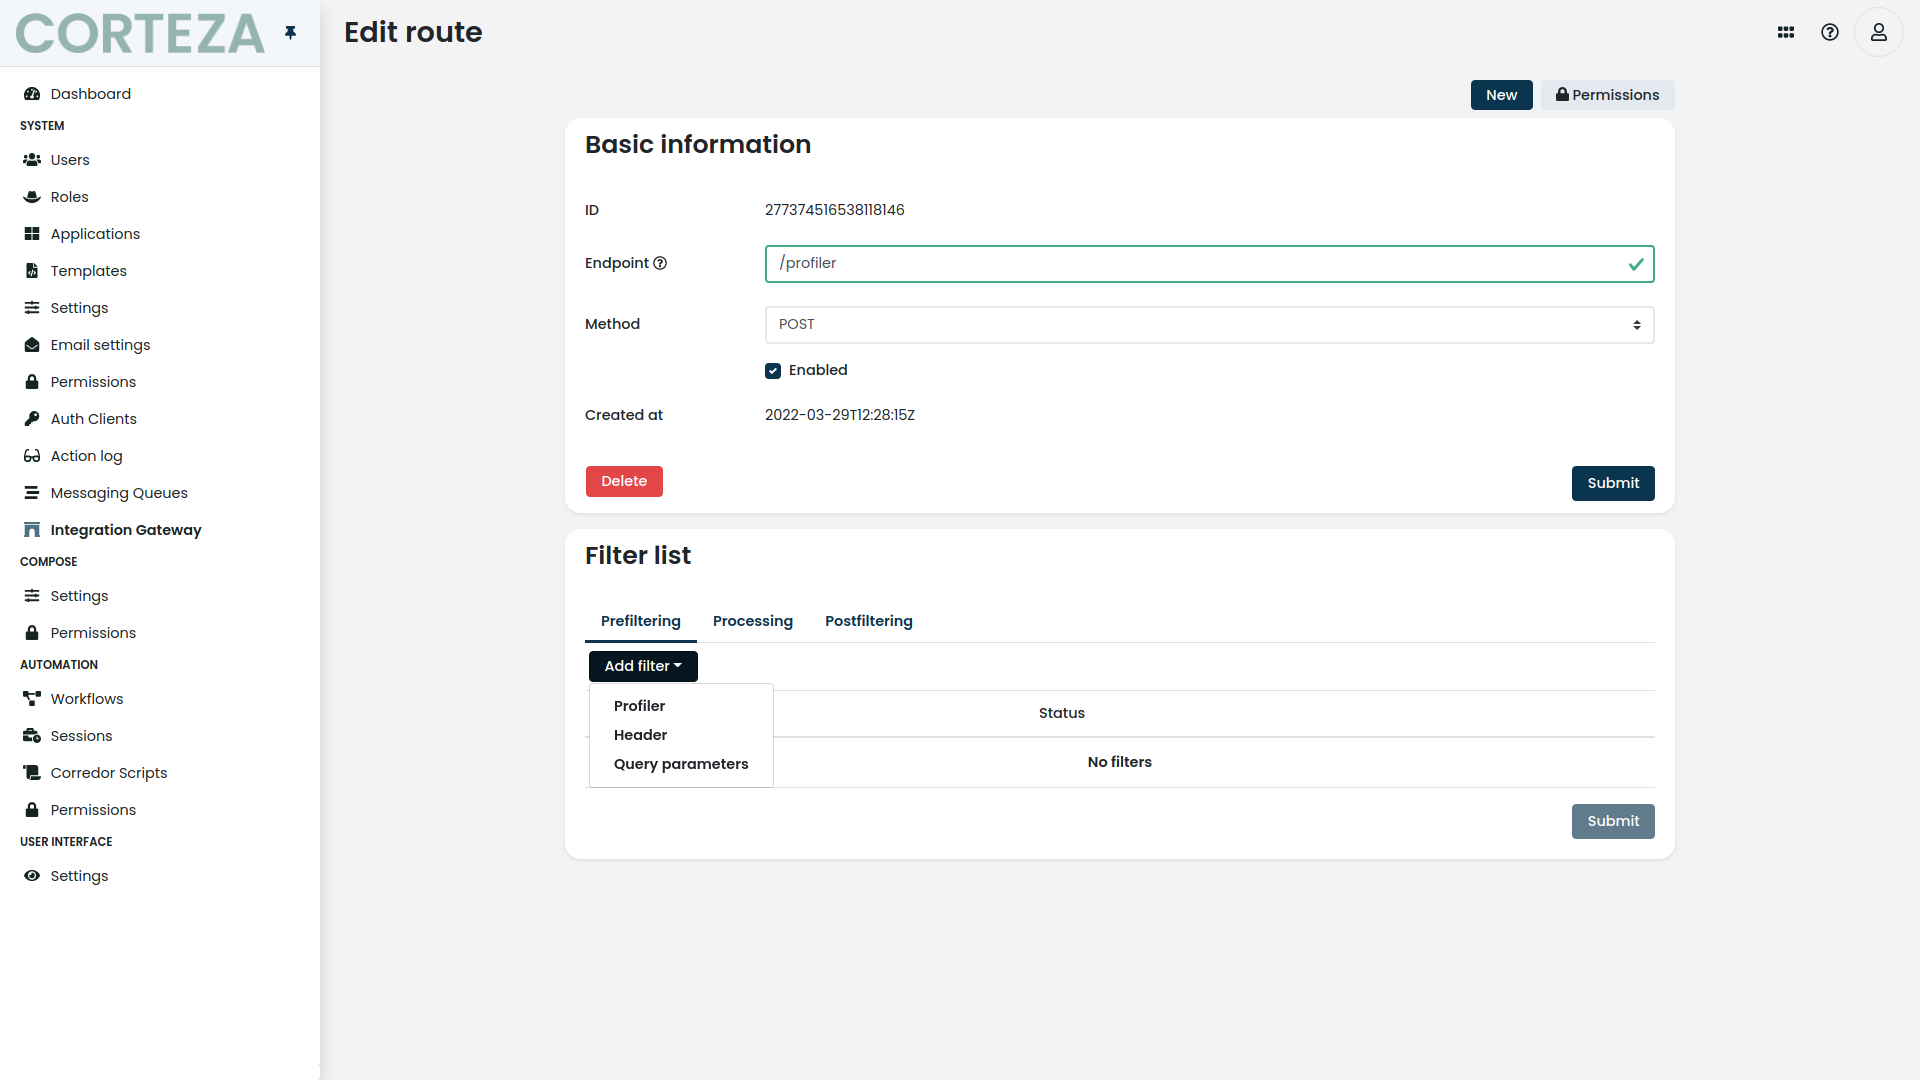 CORTEZA
Edit route
Dashboard
SYSTEM
Users
Roles
Applications
Templates
Settings
Email settings
Permissions
Auth Clients
Action log
Messaging Queues
Integration Gateway
COMPOSE
Settings
Permissions
AUTOMATION
Workflows
Sessions
Corredor Scripts
Permissions
USER INTERFACE
Settings
New
Permissions
Basic information
ID 277374516538118146
Endpoint /profiler
Method POST
Enabled
Created at 2022-03-29T12:28:15Z
Delete
Submit
Filter list
Prefiltering Processing Postfiltering
Add filter
Profiler
Header
Query parameters
Status
No filters
Submit